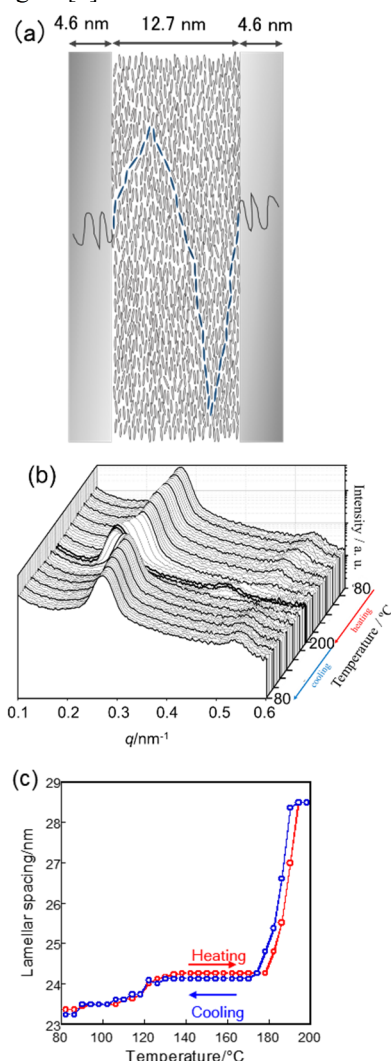 (a)
4.6 nm 12.7 nm 4.6 nm
(b)
Intensity / a. u.
80
200
80
heating
cooling
Temperature / °C
0.1 0.2 0.3 0.4 0.5 0.6
q/nm-1
(c)
29
28
27
26
25
24
23
Lamellar spacing/nm
Heating
Cooling
80 100 120 140 160 180 200
Temperature/°C